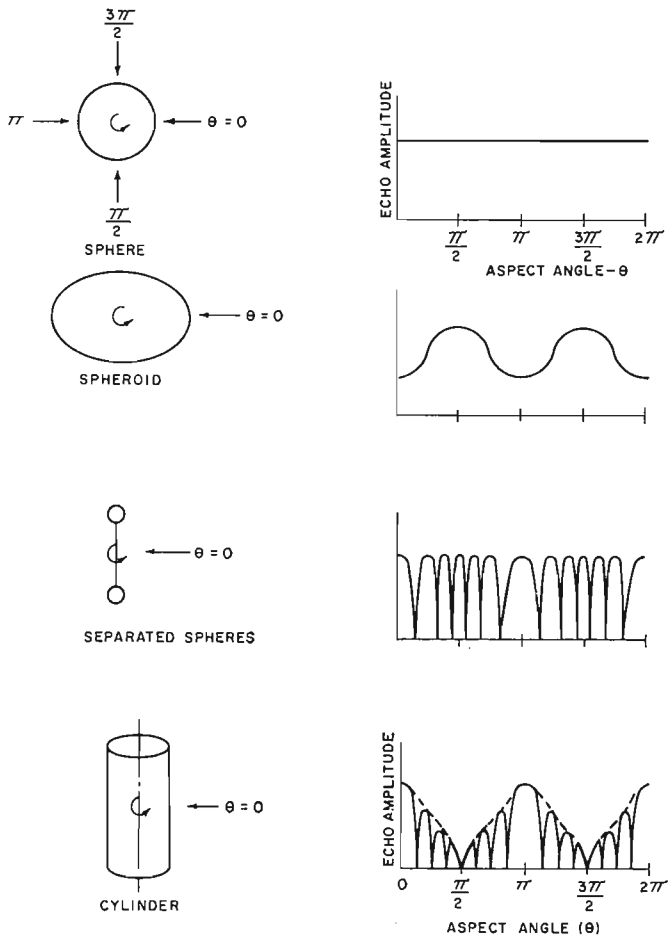 3π
2
π
θ = 0
π
2
SPHERE
ECHO AMPLITUDE
π
2
π
3π
2
2π
ASPECT ANGLE-θ
θ = 0
SPHEROID
θ = 0
SEPARATED SPHERES
θ = 0
CYLINDER
ECHO AMPLITUDE
0
π
2
π
3π
2
2π
ASPECT ANGLE (θ)